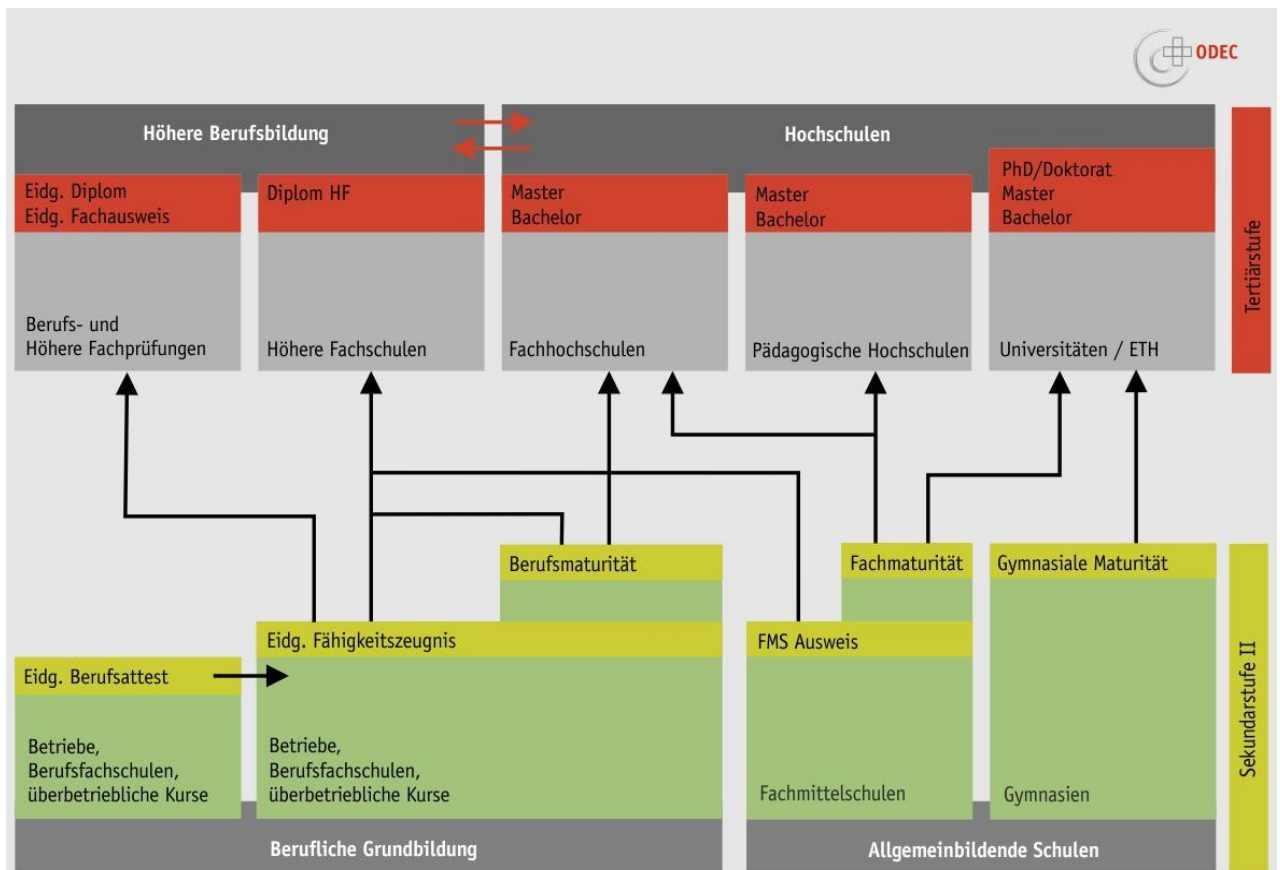 ODEC
Höhere Berufsbildung
Hochschulen
Eidg. Diplom
Eidg. Fachausweis
Berufs- und
Höhere Fachprüfungen
Diplom HF
Höhere Fachschulen
Master
Bachelor
Fachhochschulen
Master
Bachelor
Pädagogische Hochschulen
PhD/Doktorat
Master
Bachelor
Universitäten / ETH
Tertiärstufe
Berufsmaturität
Fachmaturität
Gymnasiale Maturität
Eidg. Fähigkeitszeugnis
FMS Ausweis
Eidg. Berufsattest
Betriebe,
Berufsfachschulen,
überbetriebliche Kurse
Betriebe,
Berufsfachschulen,
überbetriebliche Kurse
Fachmittelschulen
Gymnasien
Sekundarstufe II
Berufliche Grundbildung
Allgemeinbildende Schulen